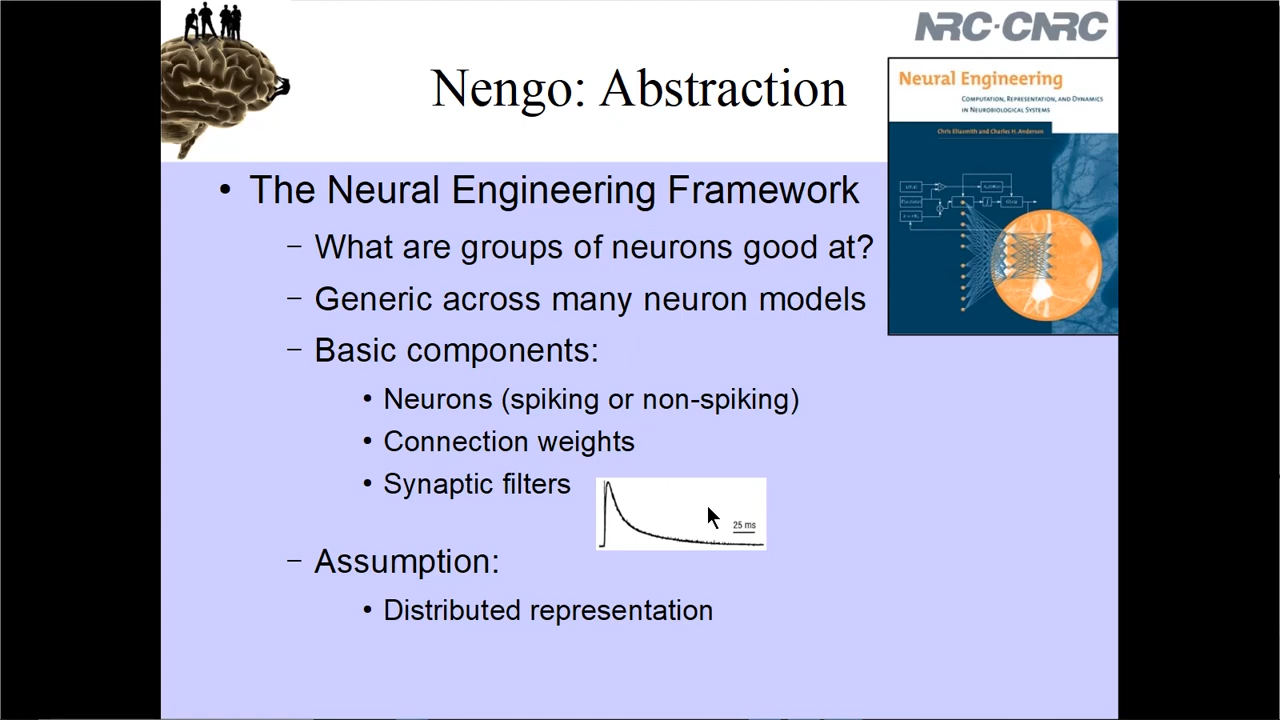 NRC·CNRC
Nengo: Abstraction
Neural Engineering
COMPUTATION, REPRESENTATION, AND DYNAMICS
IN NEUROBIOLOGICAL SYSTEMS
Chris Eliasmith and Charles H. Anderson
• The Neural Engineering Framework
– What are groups of neurons good at?
– Generic across many neuron models
– Basic components:
• Neurons (spiking or non-spiking)
• Connection weights
• Synaptic filters
25 ms
– Assumption:
• Distributed representation